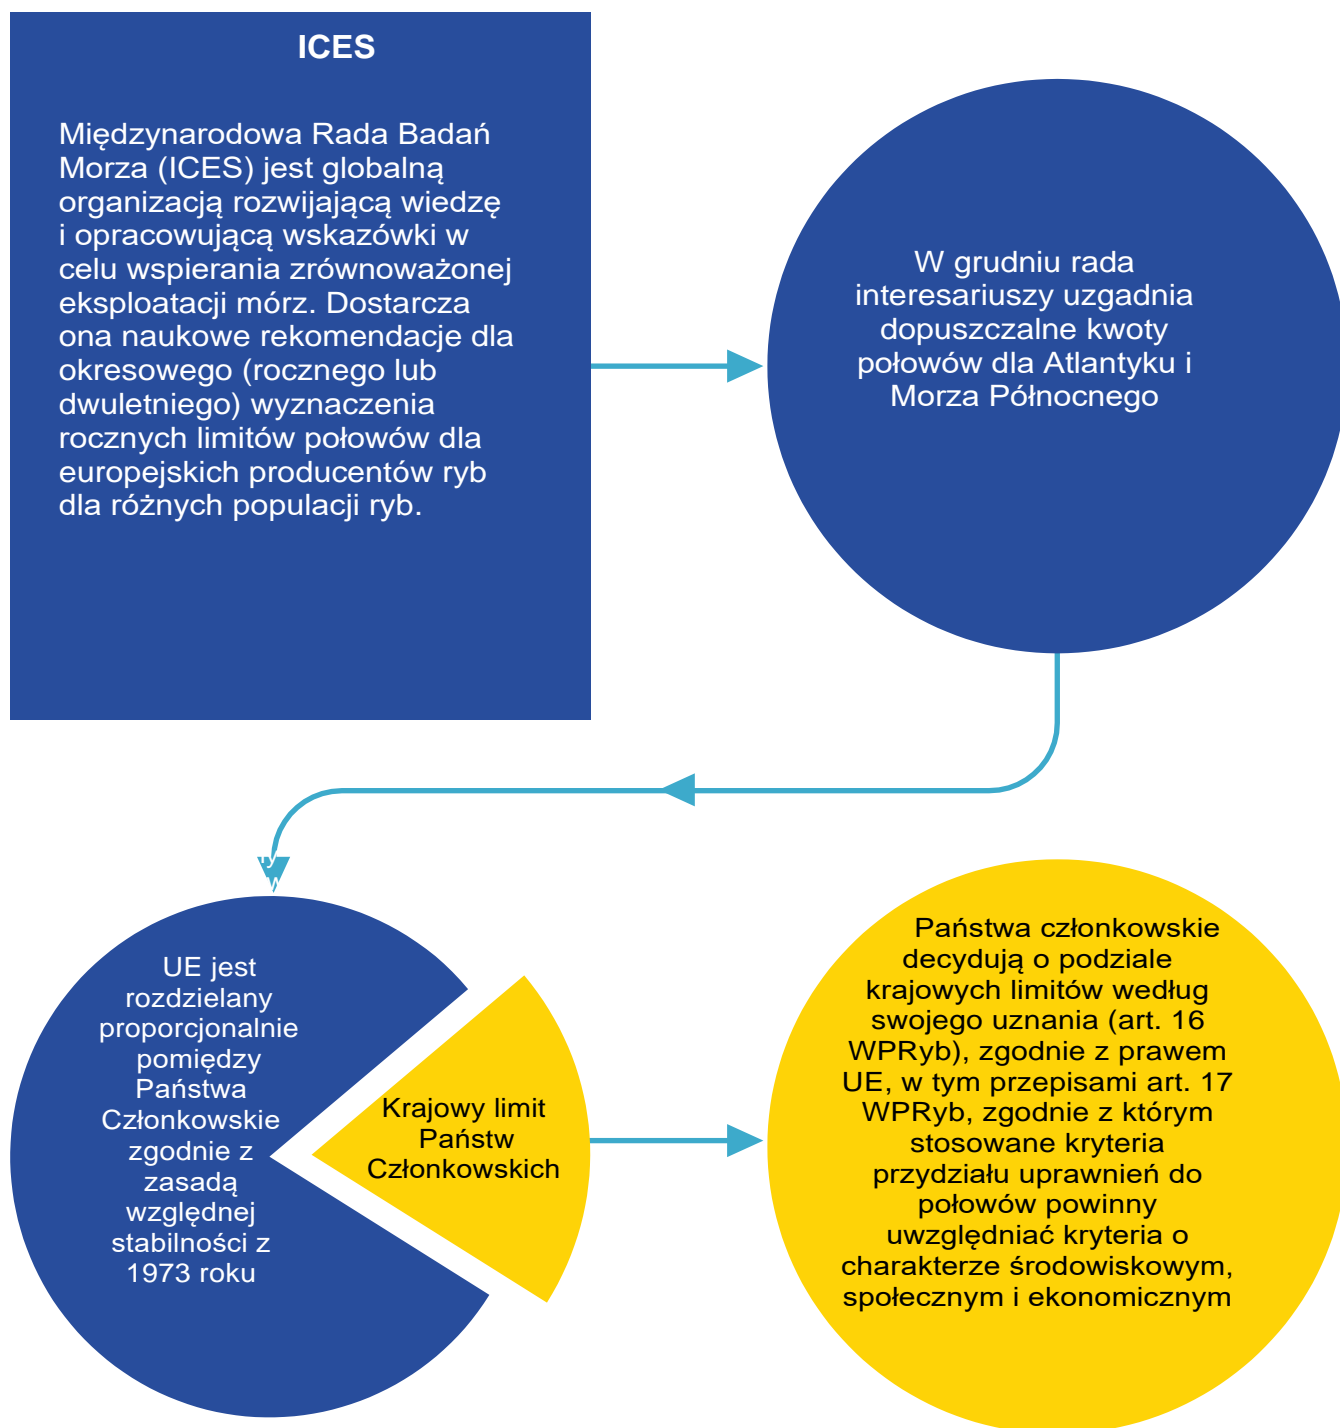 ICES
Międzynarodowa Rada Badań
Morza (ICES) jest globalną
organizacją rozwijającą wiedzę
i opracowującą wskazówki w
celu wspierania zrównoważonej
eksploatacji mórz. Dostarcza
ona naukowe rekomendacje dla
okresowego (rocznego lub
dwuletniego) wyznaczenia
rocznych limitów połowów dla
europejskich producentów ryb
dla różnych populacji ryb.
W grudniu rada
interesariuszy uzgadnia
dopuszczalne kwoty
połowów dla Atlantyku i
Morza Północnego
UE jest
rozdzielany
proporcjonalnie
pomiędzy
Państwa
Członkowskie
zgodnie z
zasadą
względnej
stabilności z
1973 roku
Krajowy limit
Państw
Członkowskich
Państwa członkowskie
decydują o podziale
krajowych limitów według
swojego uznania (art. 16
WPRyb), zgodnie z prawem
UE, w tym przepisami art. 17
WPRyb, zgodnie z którym
stosowane kryteria
przydziału uprawnień do
połowów powinny
uwzględniać kryteria o
charakterze środowiskowym,
społecznym i ekonomicznym